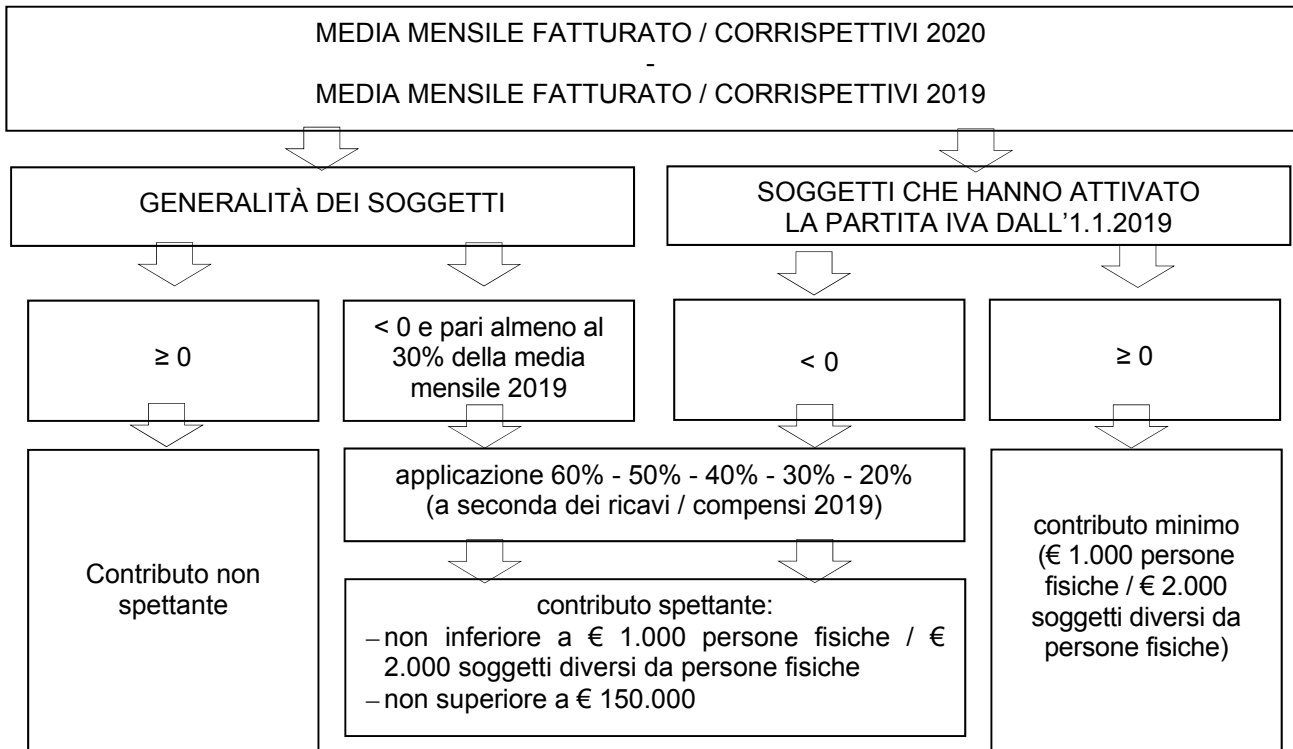 MEDIA MENSILE FATTURATO / CORRISPETTIVI 2020
-
MEDIA MENSILE FATTURATO / CORRISPETTIVI 2019
GENERALITÀ DEI SOGGETTI
SOGGETTI CHE HANNO ATTIVATO
LA PARTITA IVA DALL'1.1.2019
≥ 0
< 0 e pari almeno al
30% della media
mensile 2019
< 0
≥ 0
Contributo non
spettante
applicazione 60% - 50% - 40% - 30% - 20%
(a seconda dei ricavi / compensi 2019)
contributo spettante:
– non inferiore a € 1.000 persone fisiche / €
2.000 soggetti diversi da persone fisiche
– non superiore a € 150.000
contributo minimo
(€ 1.000 persone
fisiche / € 2.000
soggetti diversi da
persone fisiche)